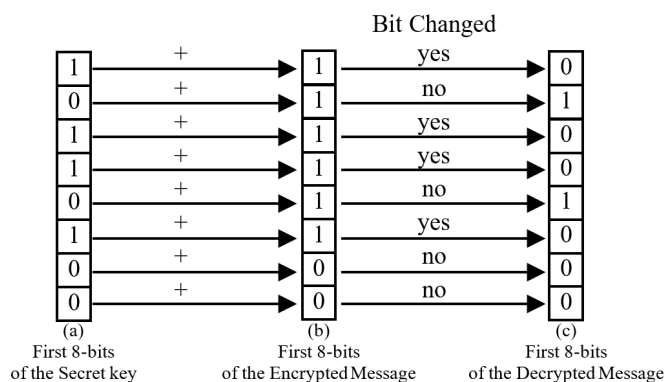 Bit Changed
1 + 1 yes 0
0 + 1 no 1
1 + 1 yes 0
1 + 1 yes 0
0 + 1 no 1
1 + 1 yes 0
0 + 0 no 0
0 + 0 no 0
(a) (b) (c)
First 8-bits First 8-bits First 8-bits
of the Secret key of the Encrypted Message of the Decrypted Message